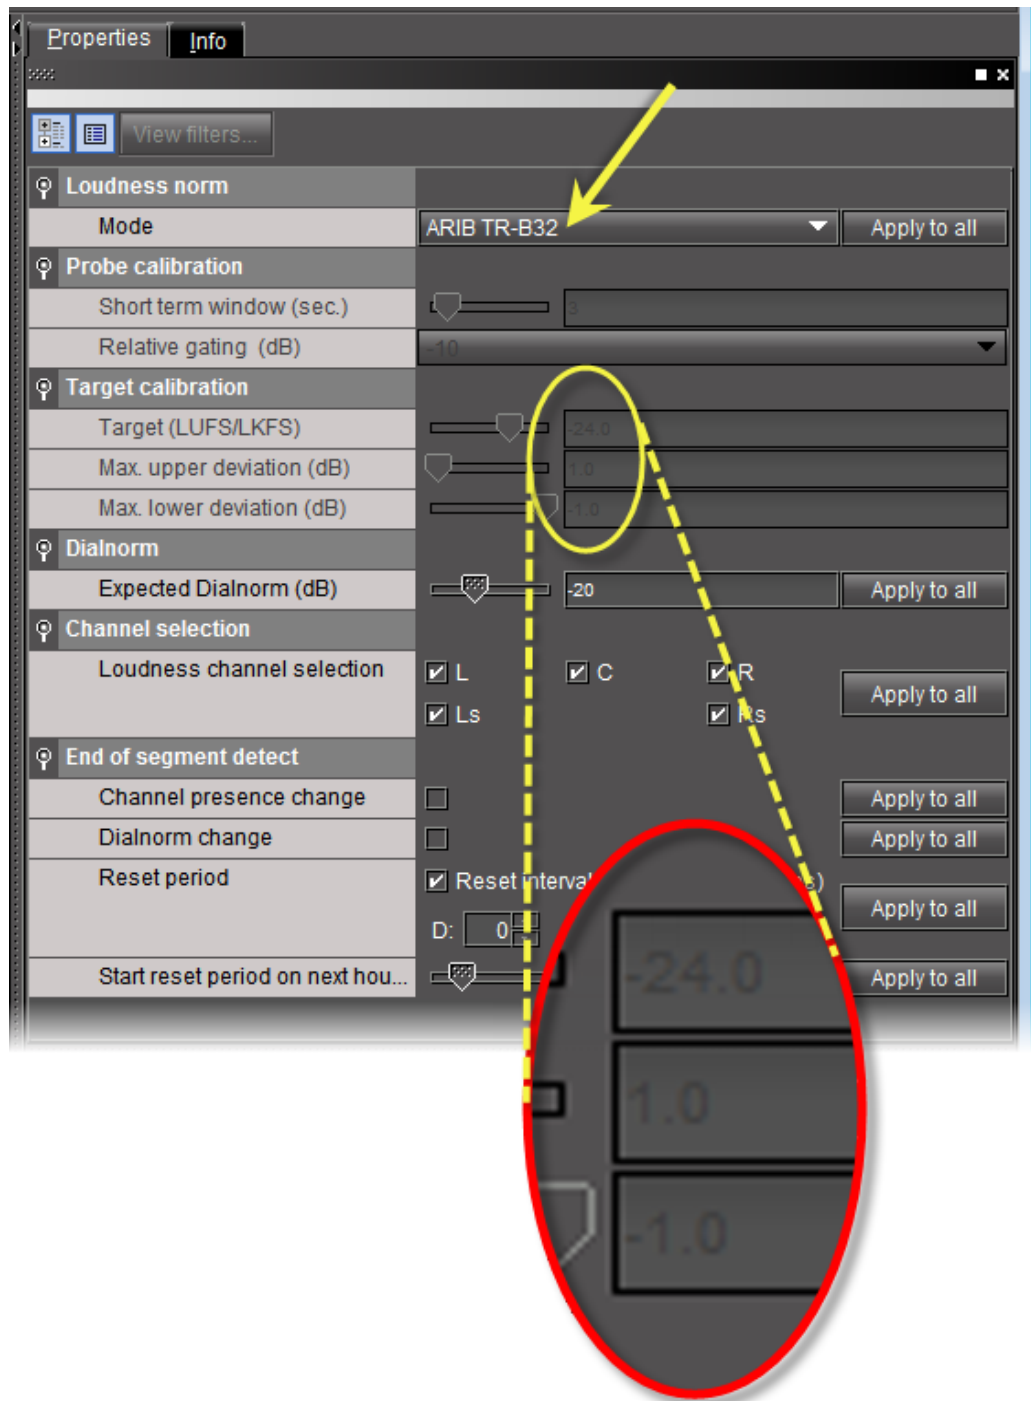 Properties Info
View filters...
Loudness norm
Mode ARIB TR-B32 Apply to all
Probe calibration
Short term window (sec.) 3
Relative gating (dB) -10
Target calibration
Target (LUFS/LKFS) -24.0
Max. upper deviation (dB) 1.0
Max. lower deviation (dB) -1.0
Dialnorm
Expected Dialnorm (dB) -20 Apply to all
Channel selection
Loudness channel selection L C R Apply to all
Ls Rs
End of segment detect
Channel presence change Apply to all
Dialnorm change Apply to all
Reset period Reset interval s) Apply to all
D: 0
Start reset period on next hou... Apply to all
-24.0
1.0
-1.0